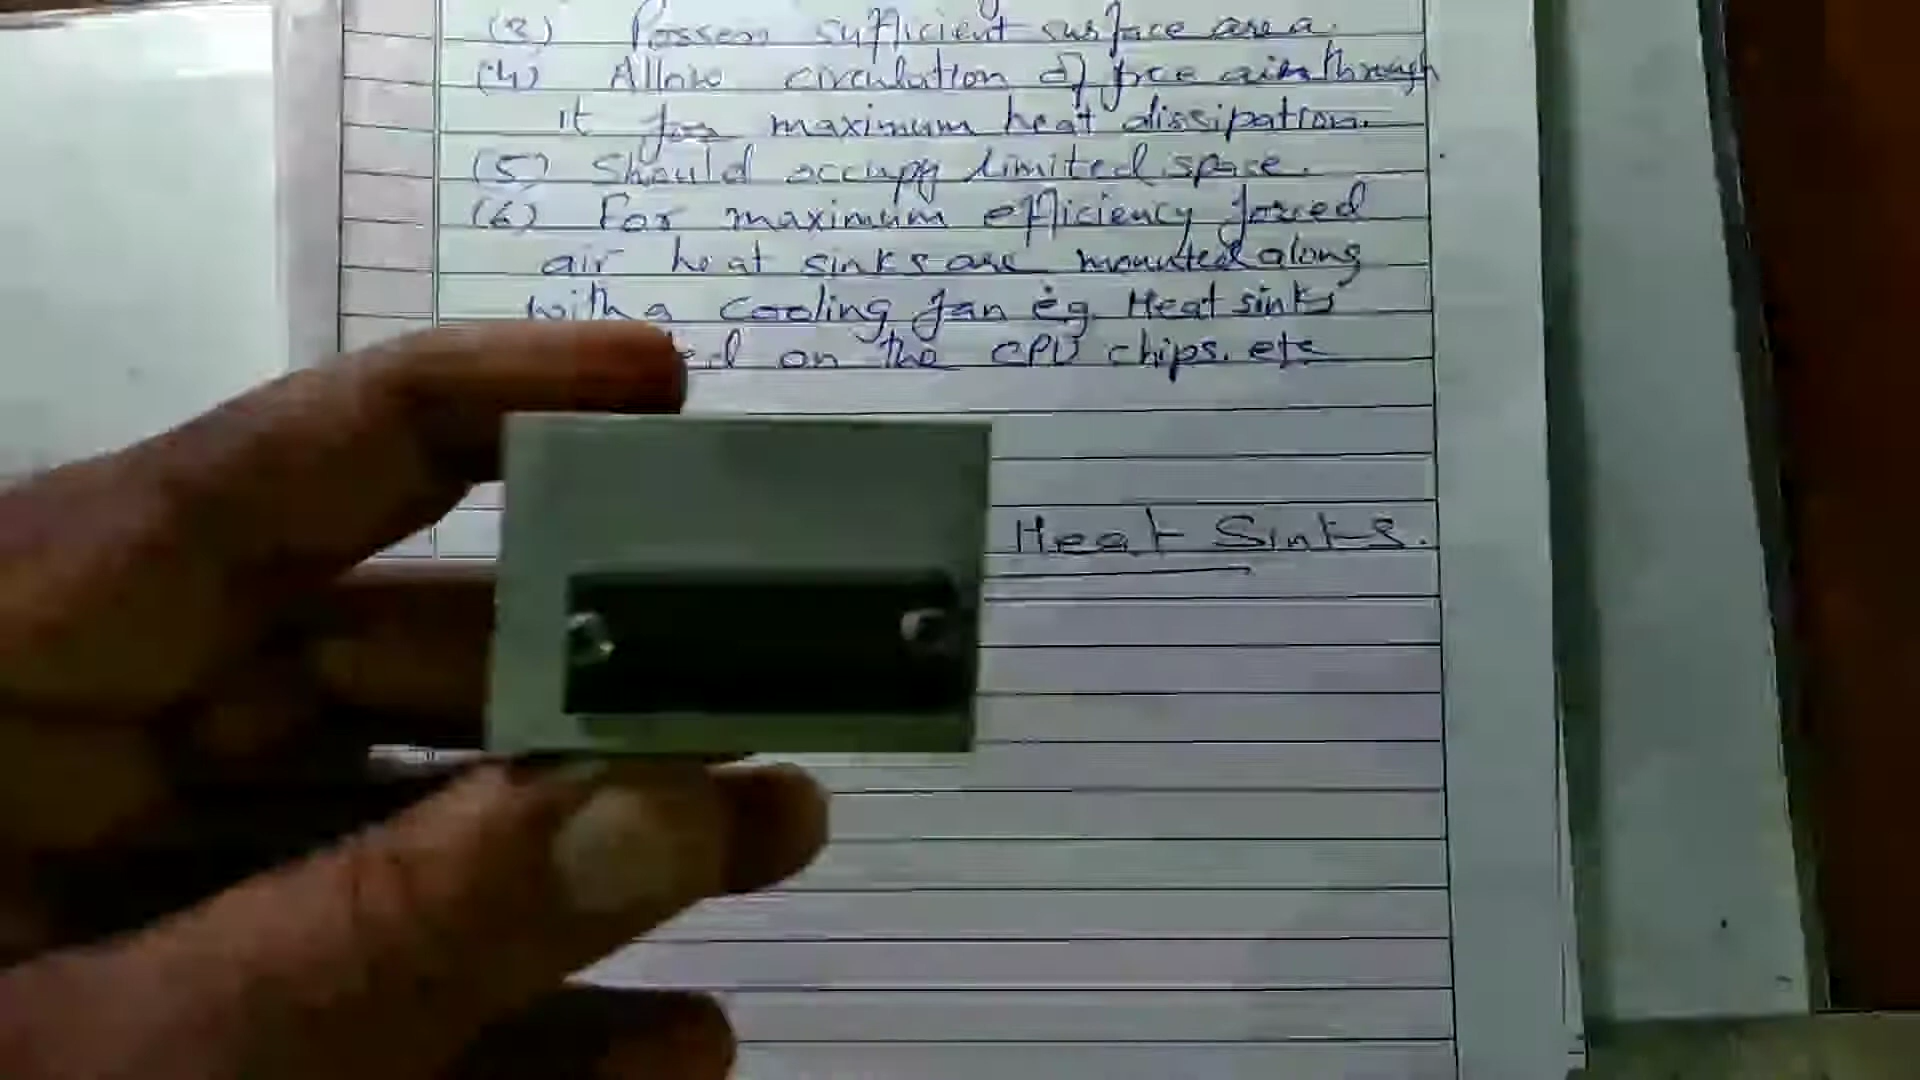 (3) Possess sufficient surface area.
(4) Allow circulation of free air through
it for maximum heat dissipation.
(5) Should occupy limited space.
(6) For maximum efficiency forced
air heat sinks are mounted along
with a cooling fan eg. Heat sinks
on the CPU chips. etc
Heat Sinks.